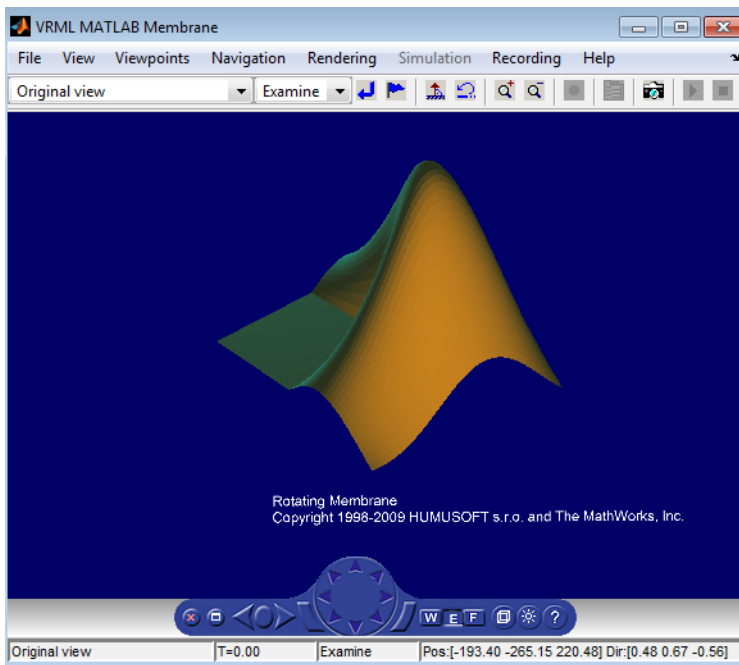 VRML MATLAB Membrane
File View Viewpoints Navigation Rendering Simulation Recording Help
Original view Examine
Rotating Membrane
Copyright 1998-2009 HUMUSOFT s.r.o. and The MathWorks, Inc.
W E F ?
Original view T=0.00 Examine Pos:[-193.40 -265.15 220.48] Dir:[0.48 0.67 -0.56]